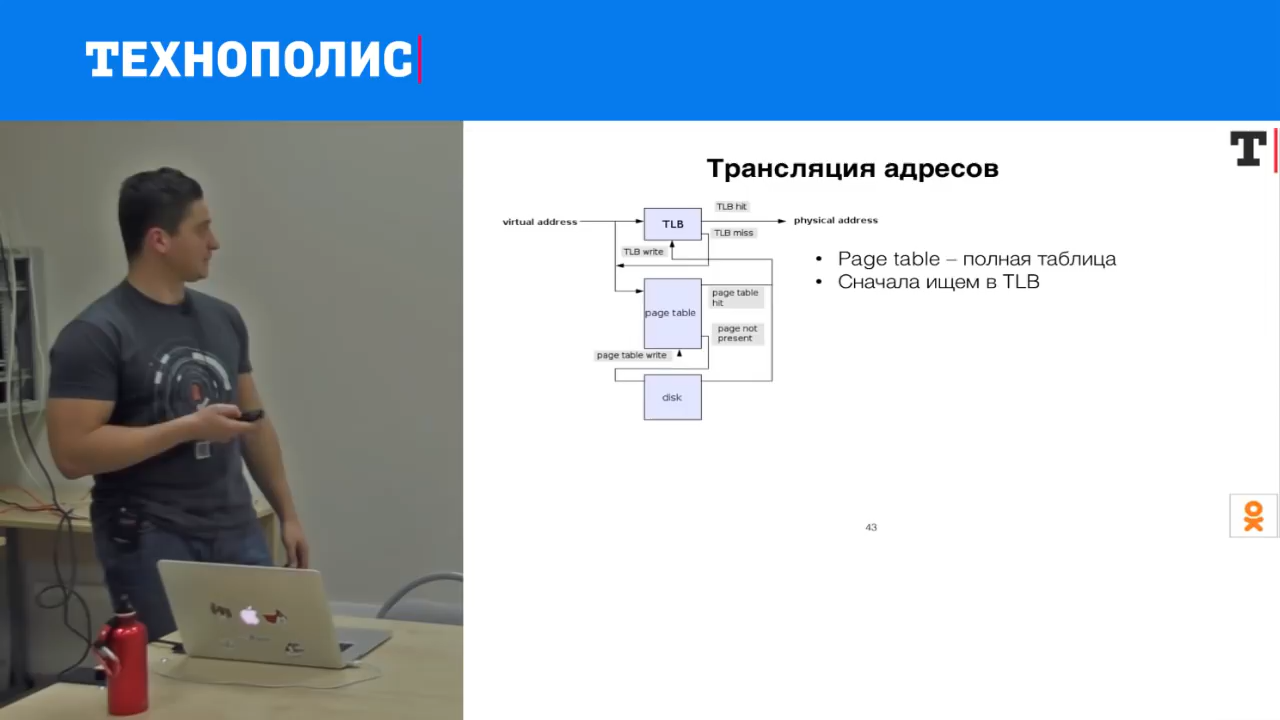 ТЕХНОПОЛИС
T
Трансляция адресов
virtual address
TLB
TLB hit
physical address
TLB miss
TLB write
page table
page table
hit
page not
present
page table write
disk
• Page table – полная таблица
• Сначала ищем в TLB
43